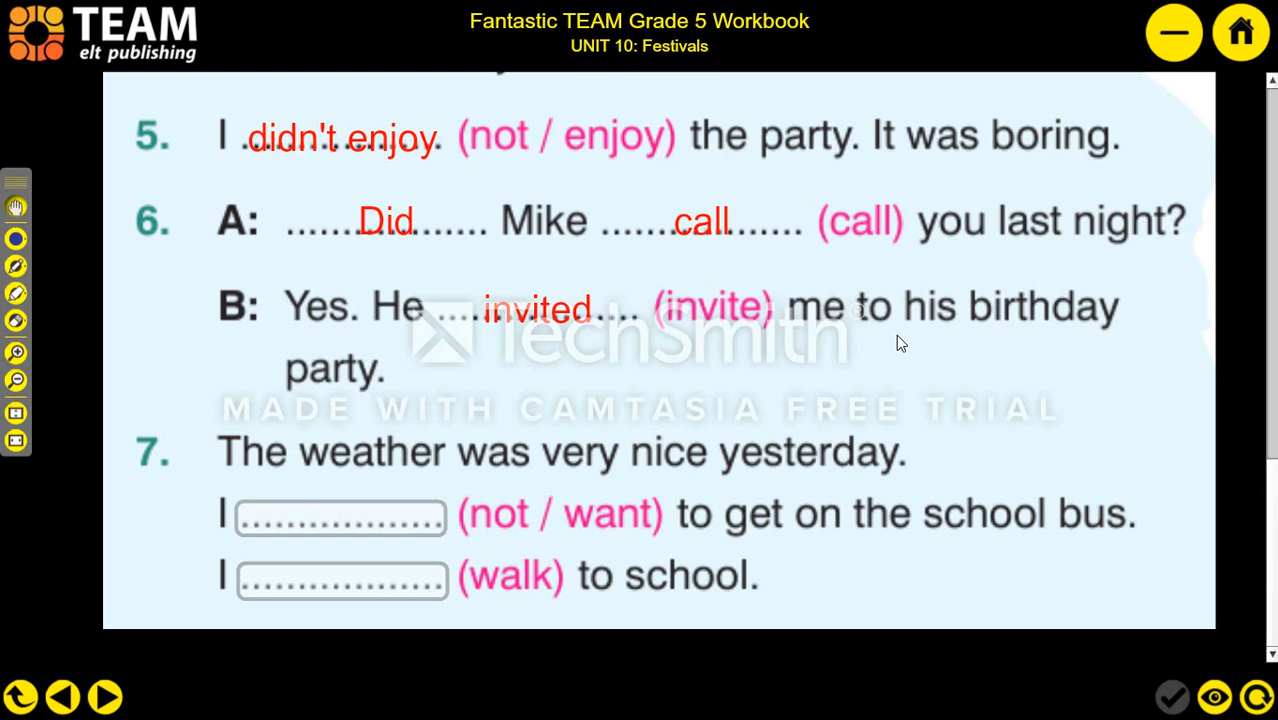 TEAM
elt publishing
Fantastic TEAM Grade 5 Workbook
UNIT 10: Festivals
5. I didn't enjoy (not / enjoy) the party. It was boring.
6. A: ........Did........ Mike ........call........ (call) you last night?
B: Yes. He ....invited.... (invite) me to his birthday
party.
TechSmith®
MADE WITH CAMTASIA FREE TRIAL
7. The weather was very nice yesterday.
I .................. (not / want) to get on the school bus.
I .................. (walk) to school.